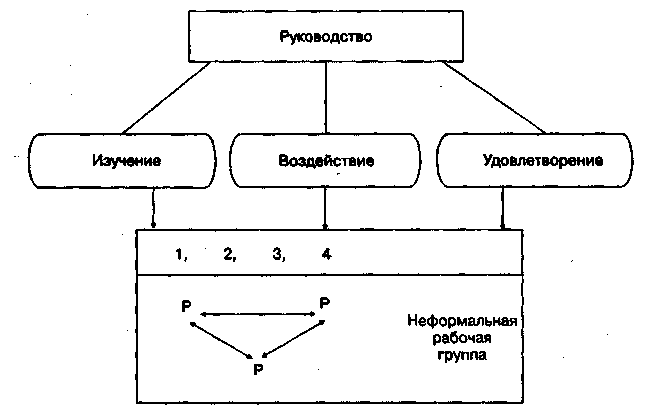 Руководство
Изучение
Воздействие
Удовлетворение
1, 2, 3, 4
P P
P
Неформальная
рабочая
группа